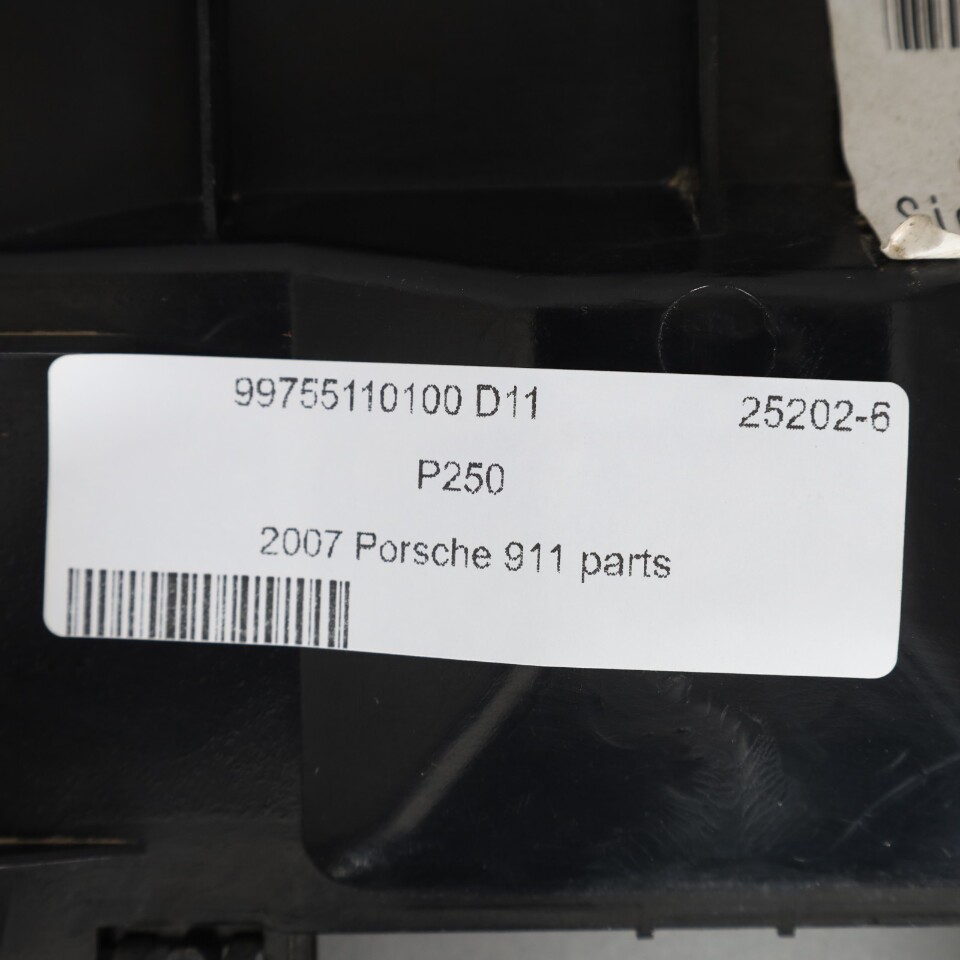 99755110100 D11
25202-6
P250
2007 Porsche 911 parts